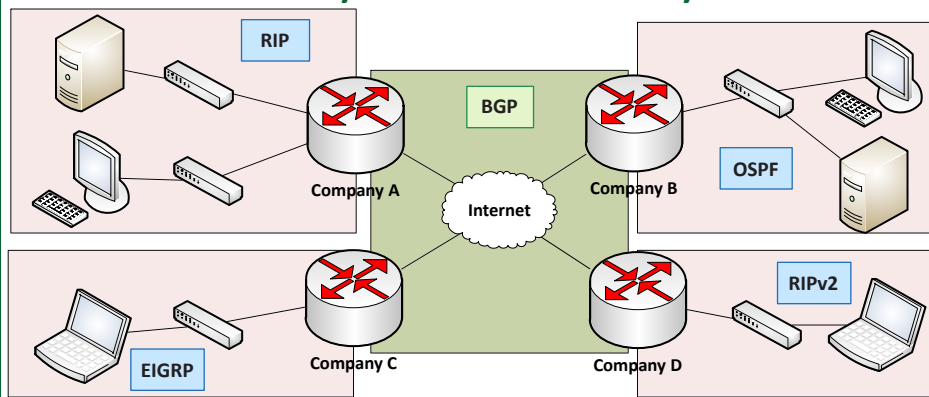 RIP
BGP
OSPF
Company A
Company B
Internet
RIPv2
EIGRP
Company C
Company D